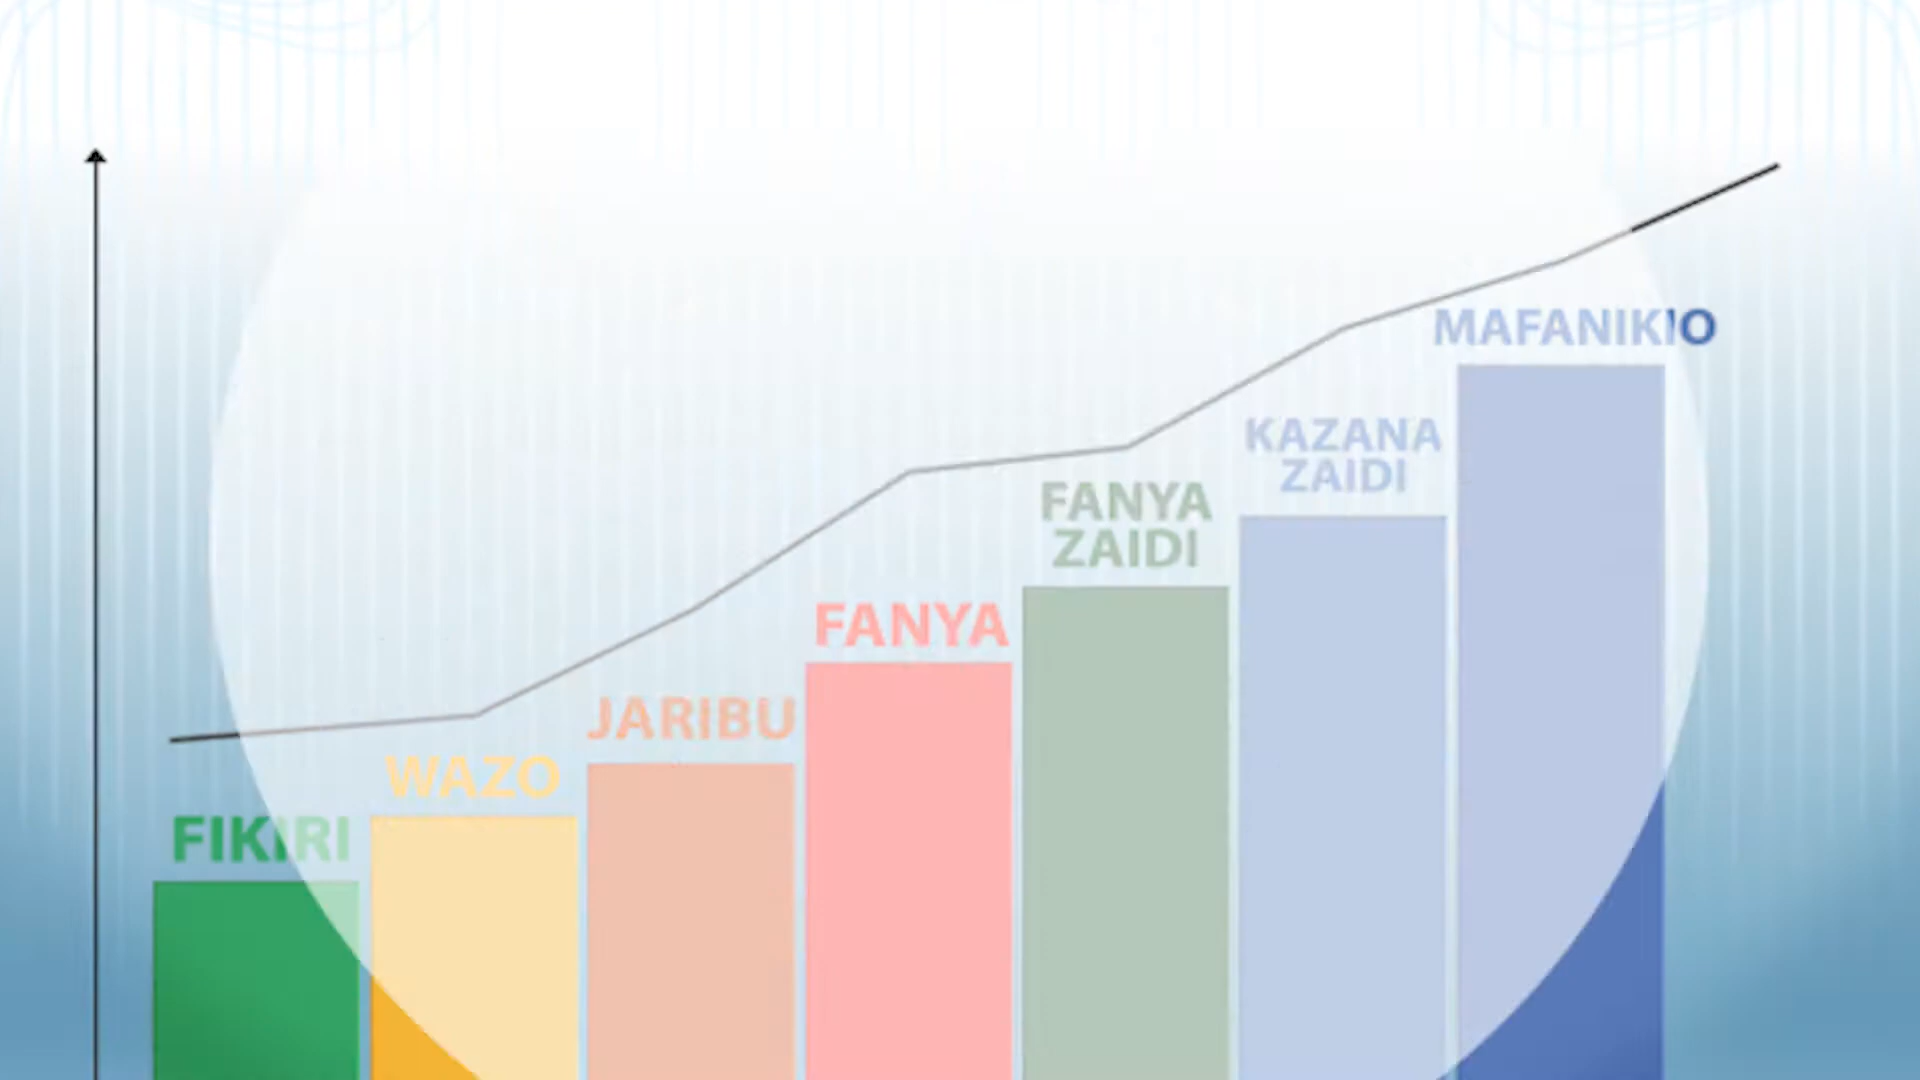 FIKIRI
WAZO
JARIBU
FANYA
FANYA
ZAIDI
KAZANA
ZAIDI
MAFANIKIO